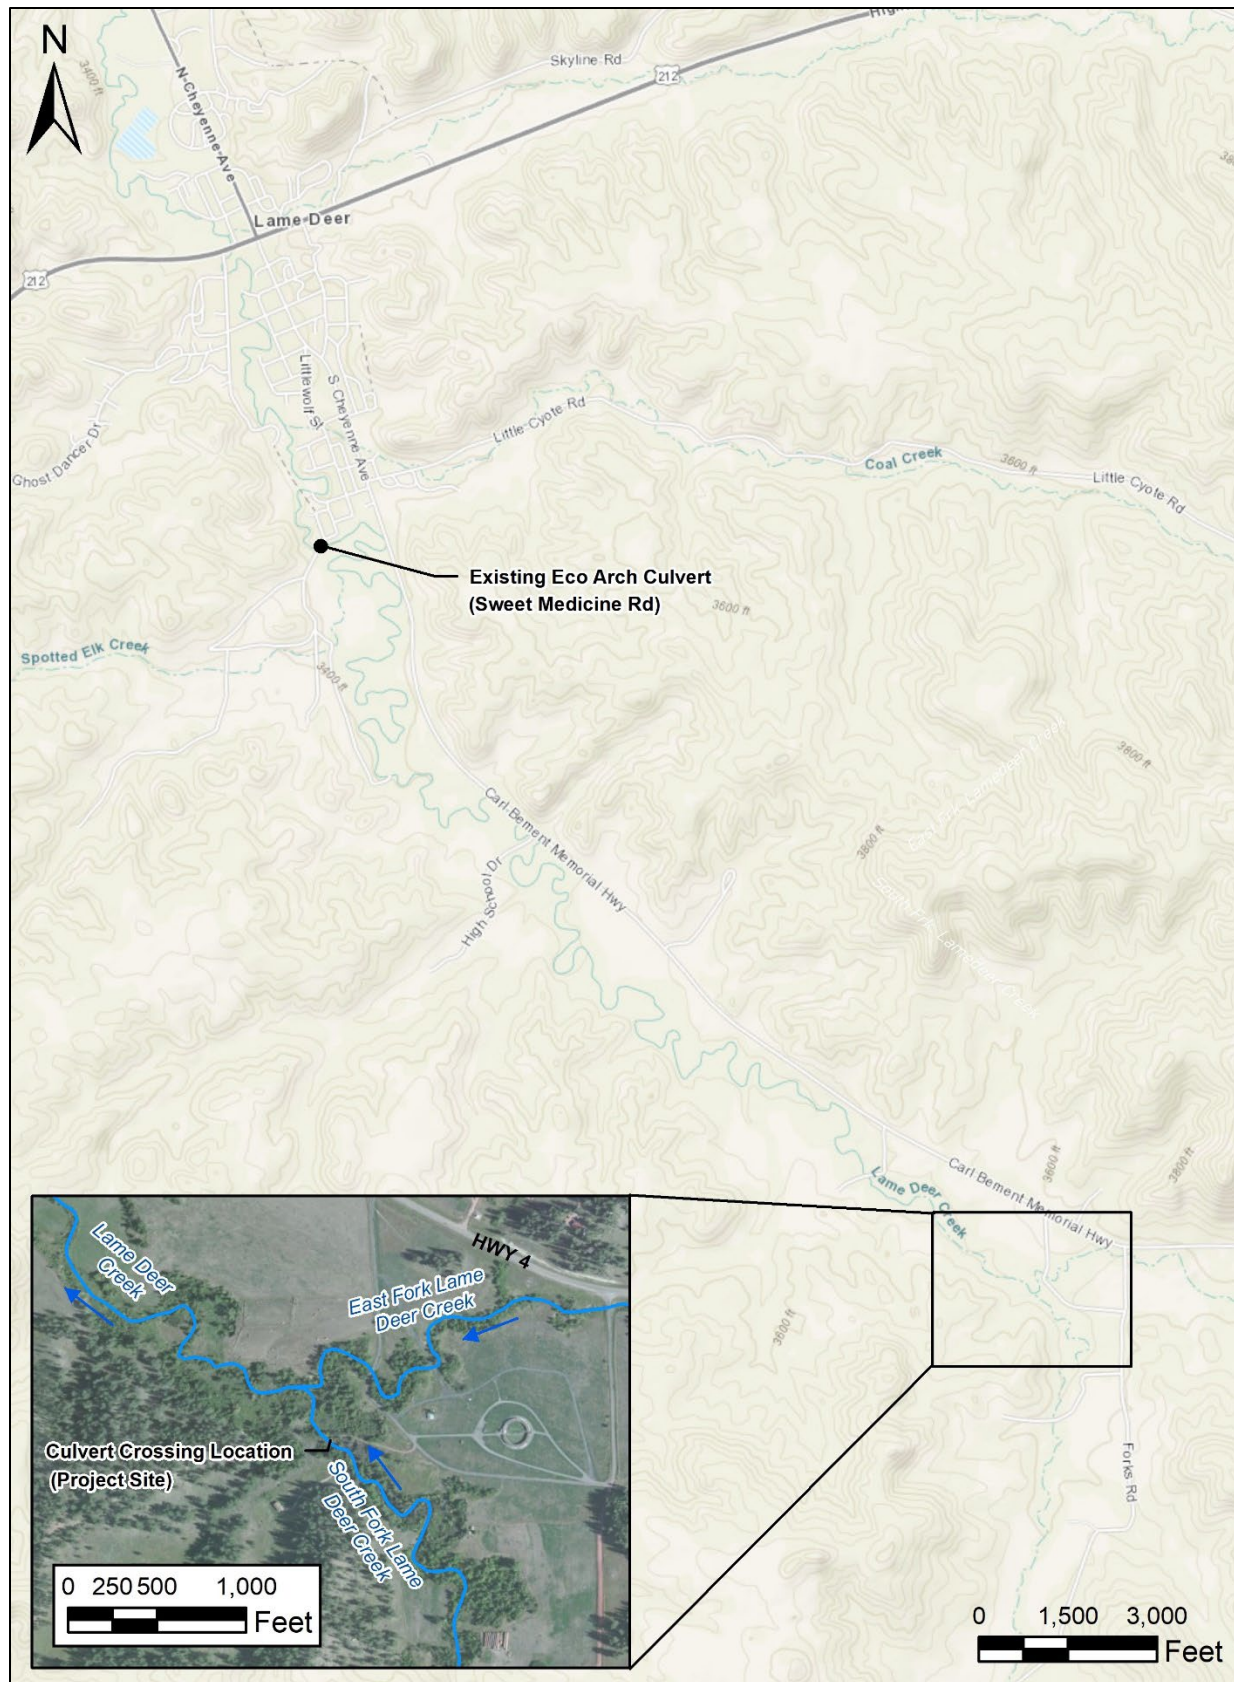 N
3400 ft
N Cheyenne Ave
Skyline Rd
212
Lame Deer
212
Littlewolf St
S Cheyenne Ave
Little Cyote Rd
Ghost Dancer Dr
Coal Creek
3600 ft
Little Cyote Rd
Existing Eco Arch Culvert
(Sweet Medicine Rd)
3600 ft
Spotted Elk Creek
3400 ft
3800 ft
3800 ft
Carl Bement Memorial Hwy
High School Dr
Lame Deer Creek
Carl Bement Memorial Hwy
3600 ft
3800 ft
3600 ft
Forks Rd
Lame Deer
Creek
HWY 4
East Fork Lame
Deer Creek
Culvert Crossing Location
(Project Site)
South Fork Lame
Deer Creek
0 250 500 1,000
Feet
0 1,500 3,000
Feet